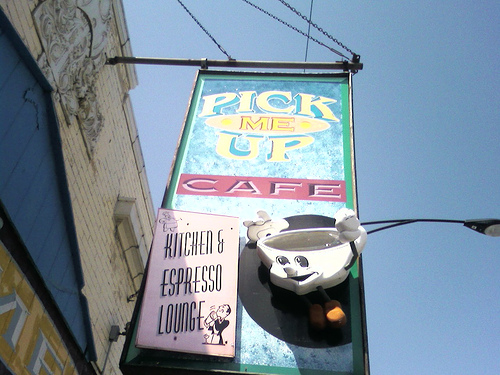 PICK
ME
UP
CAFE
KITCHEN &
ESPRESSO
LOUNGE